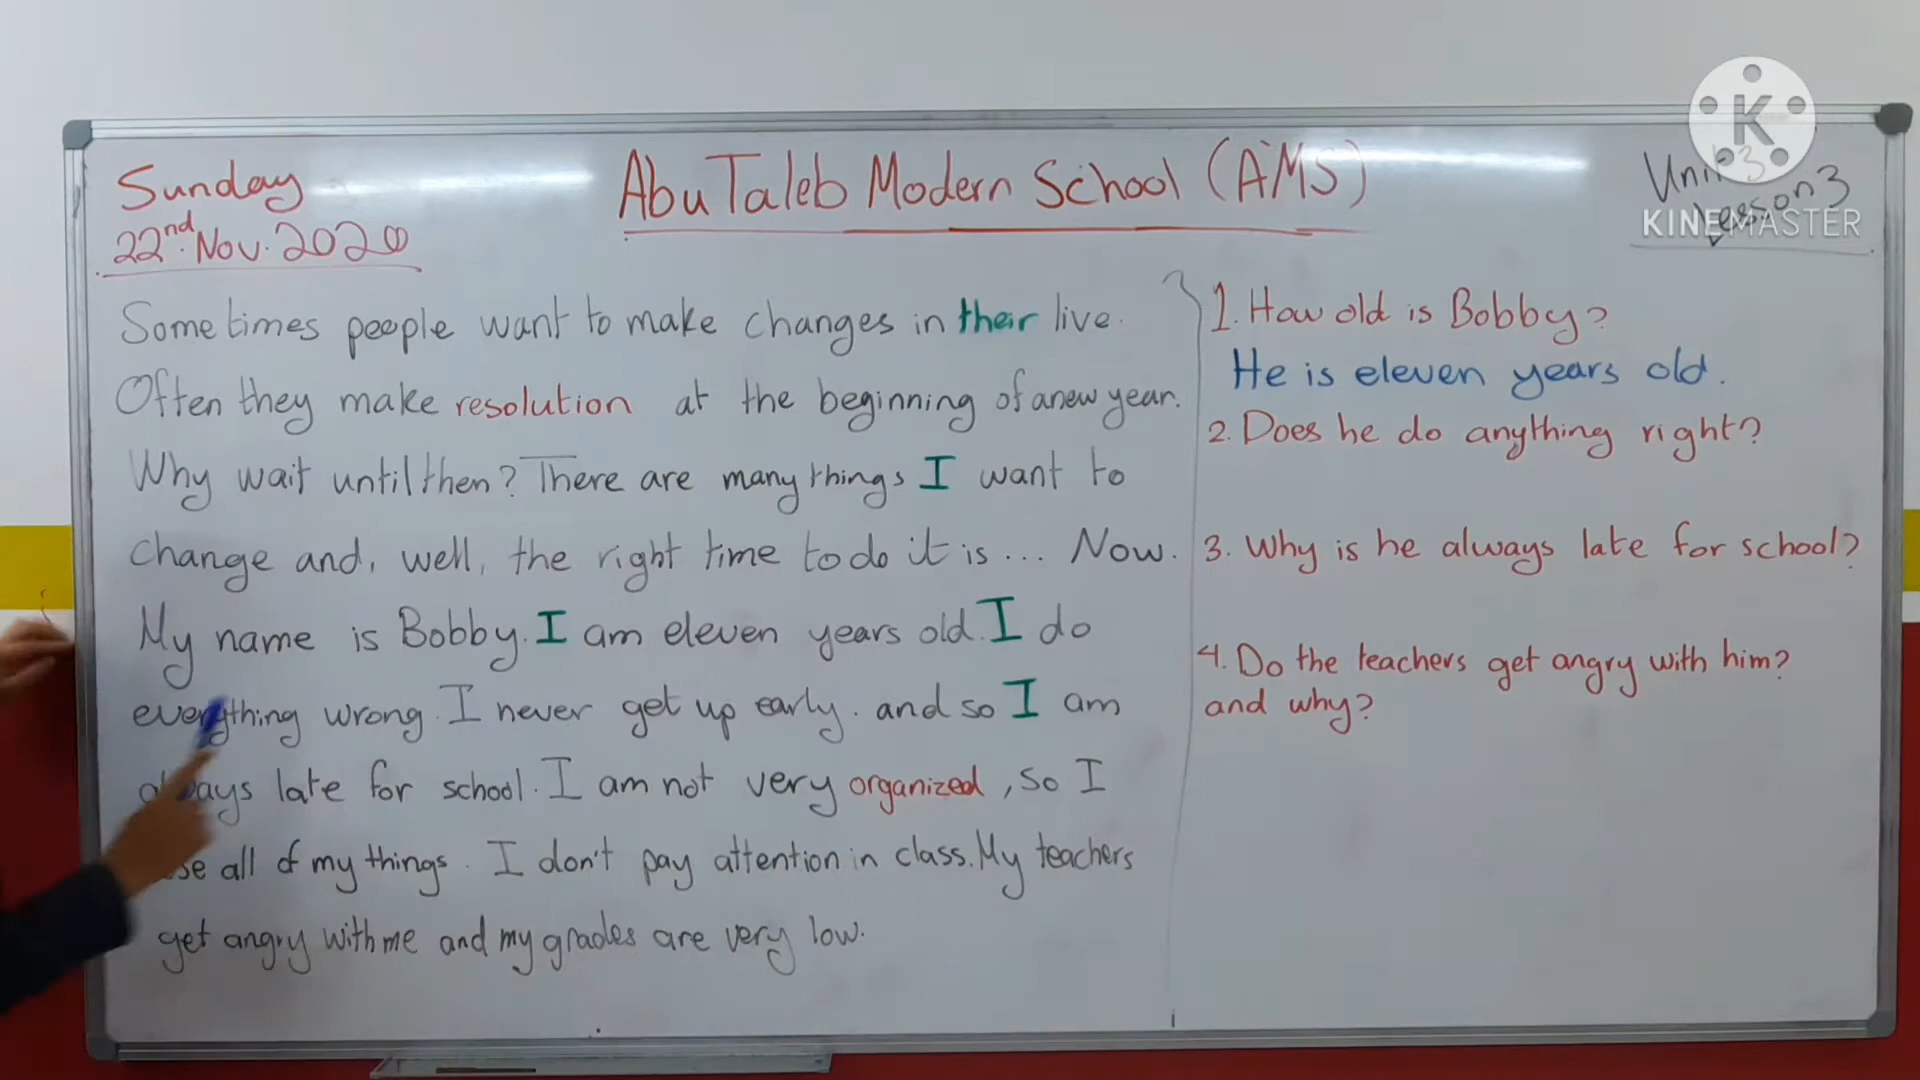 Sunday
22nd. Nov. 2020
Abu Taleb Modern School (AMS)
Unit 3
Lesson 3
K
KINEMASTER
Sometimes people want to make changes in their live.
Often they make resolution at the beginning of a new year.
Why wait until then? There are many things I want to
change and, well, the right time to do it is ... Now.
My name is Bobby. I am eleven years old. I do
everything wrong. I never get up early. and so I am
always late for school. I am not very organized, so I
all of my things. I don't pay attention in class. My teachers
get angry with me and my grades are very low.
1. How old is Bobby?
He is eleven years old.
2. Does he do anything right?
3. Why is he always late for school?
4. Do the teachers get angry with him?
and why?